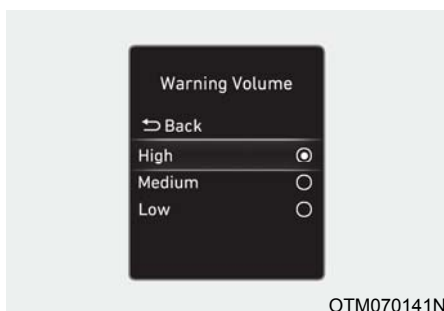 Warning Volume
Back
High
Medium
Low
OTM070141N